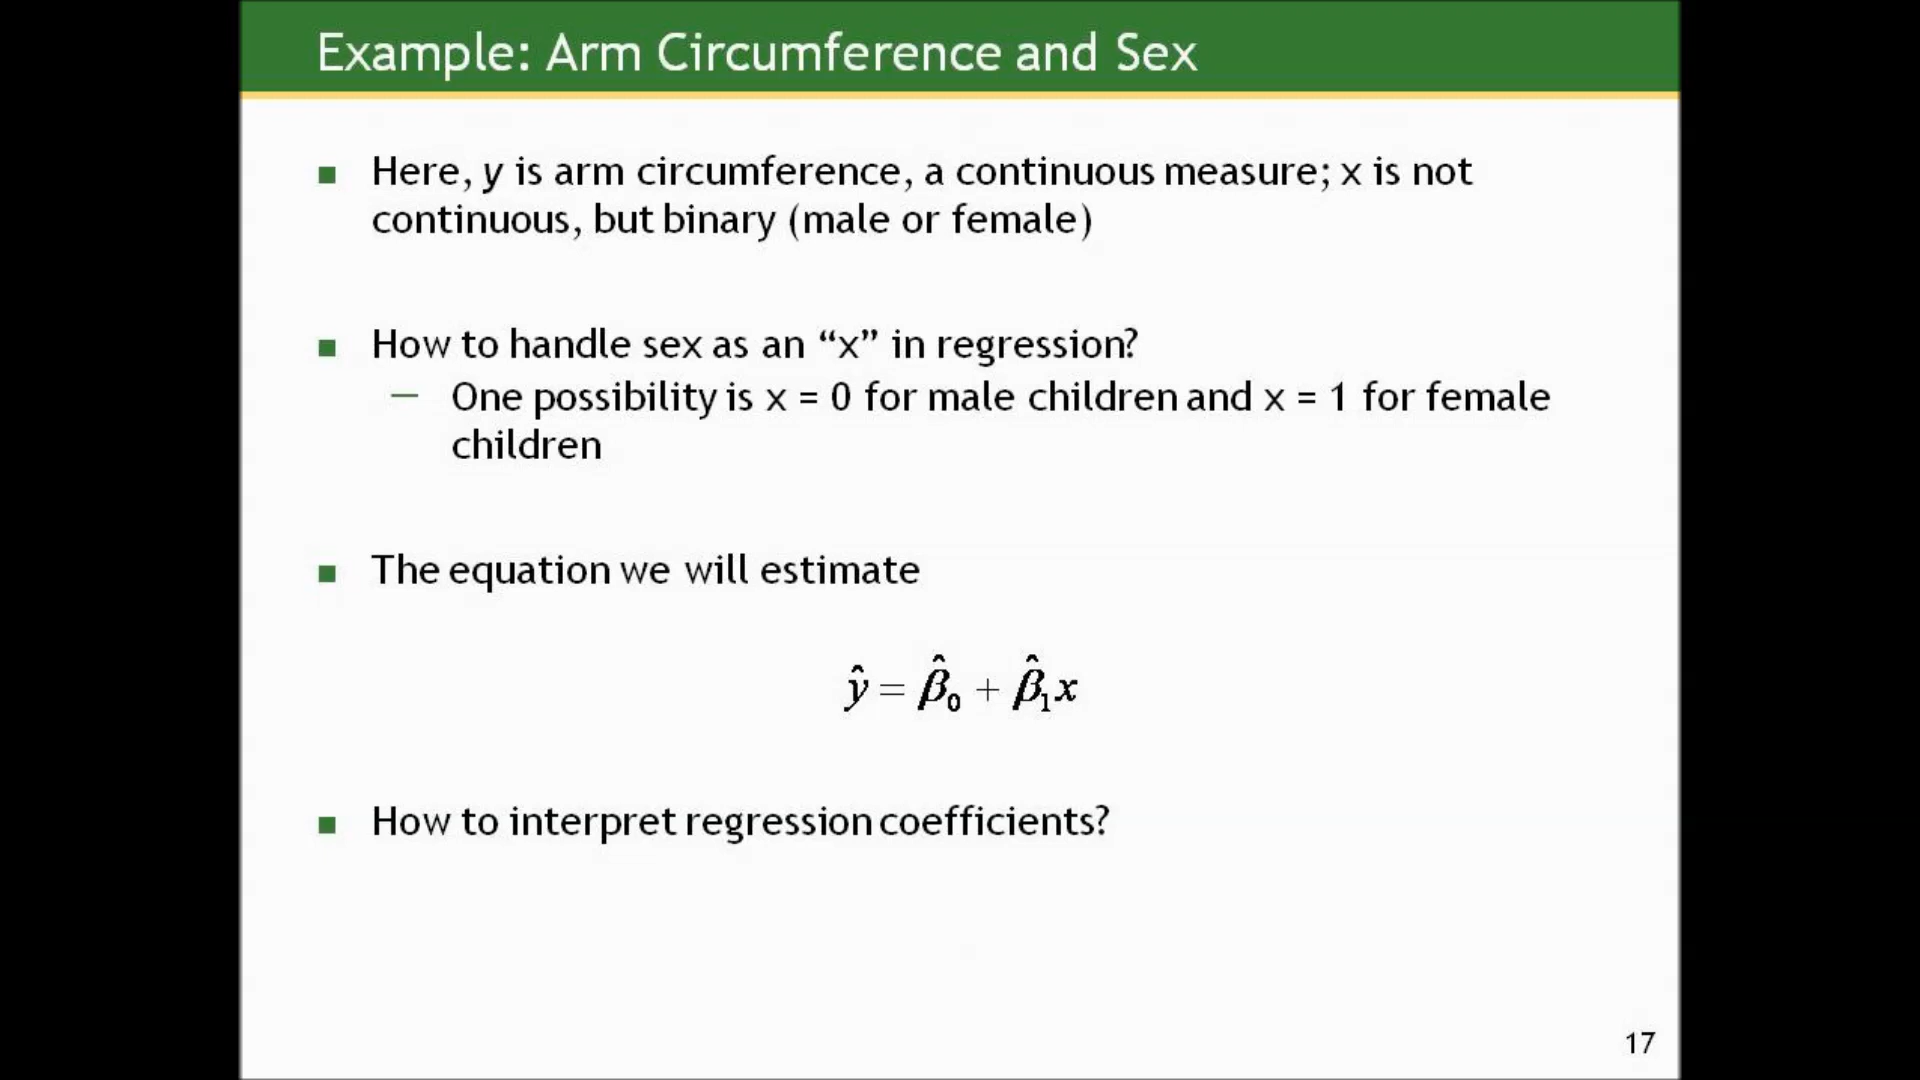 Example: Arm Circumference and Sex
Here, y is arm circumference, a continuous measure; x is not
continuous, but binary (male or female)
How to handle sex as an “x” in regression?
— One possibility is x = 0 for male children and x = 1 for female
children
The equation we will estimate
ŷ = β̂₀ + β̂₁x
How to interpret regression coefficients?
17